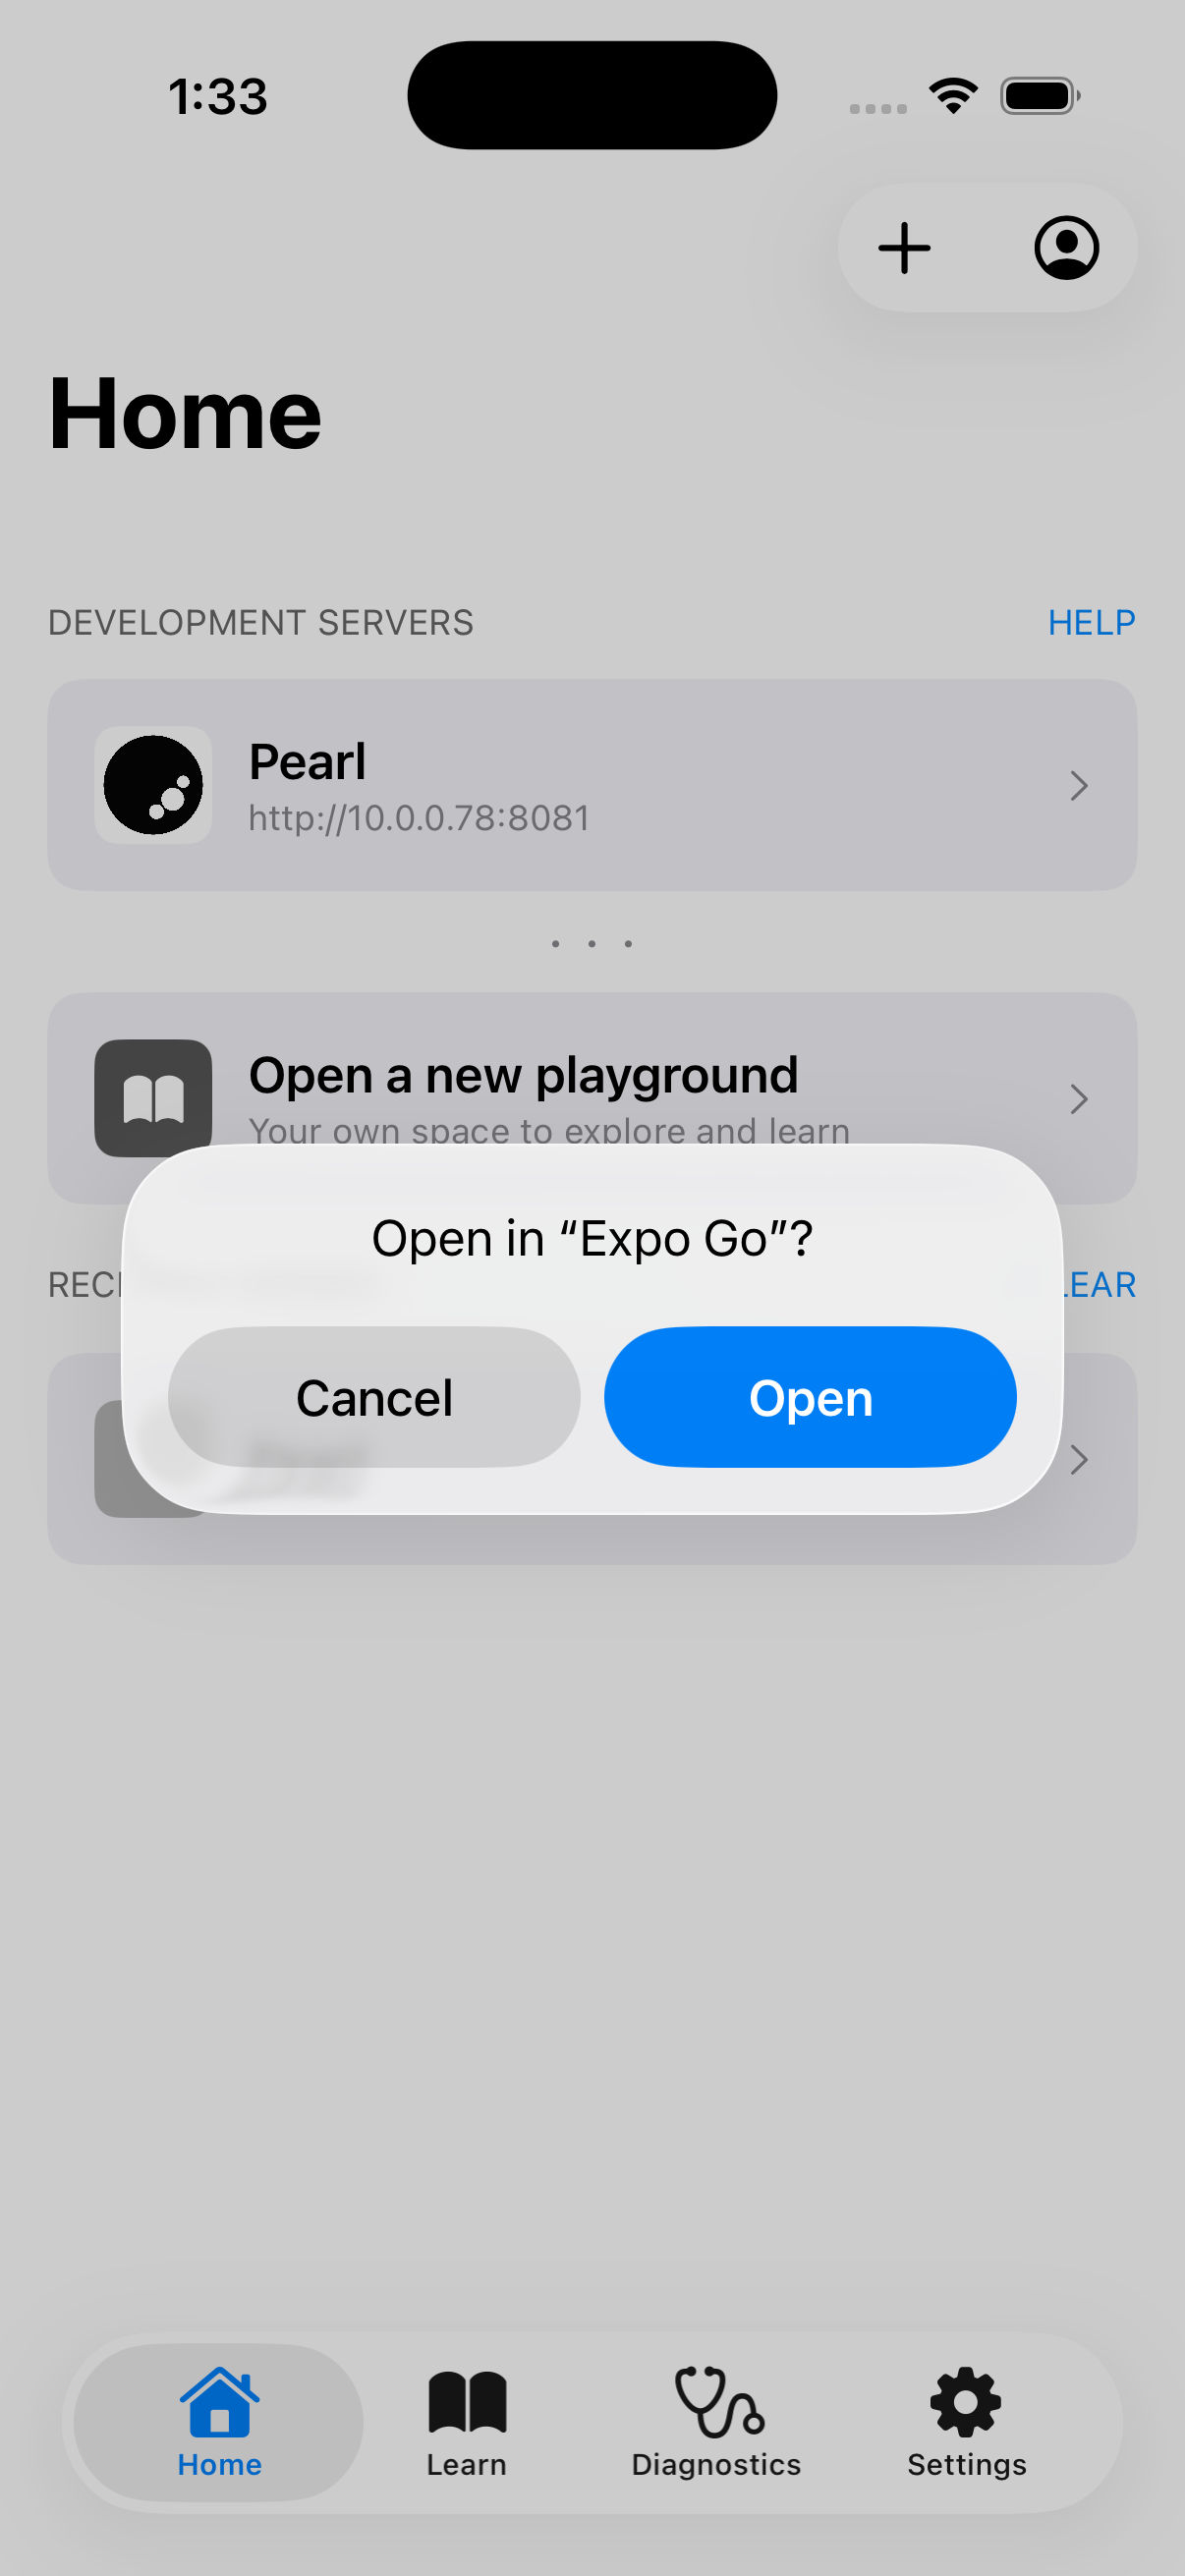 1:33
Home
DEVELOPMENT SERVERS
HELP
Pearl
http://10.0.0.78:8081
Open a new playground
Your own space to explore and learn
Open in “Expo Go”?
Cancel
Open
Home
Learn
Diagnostics
Settings